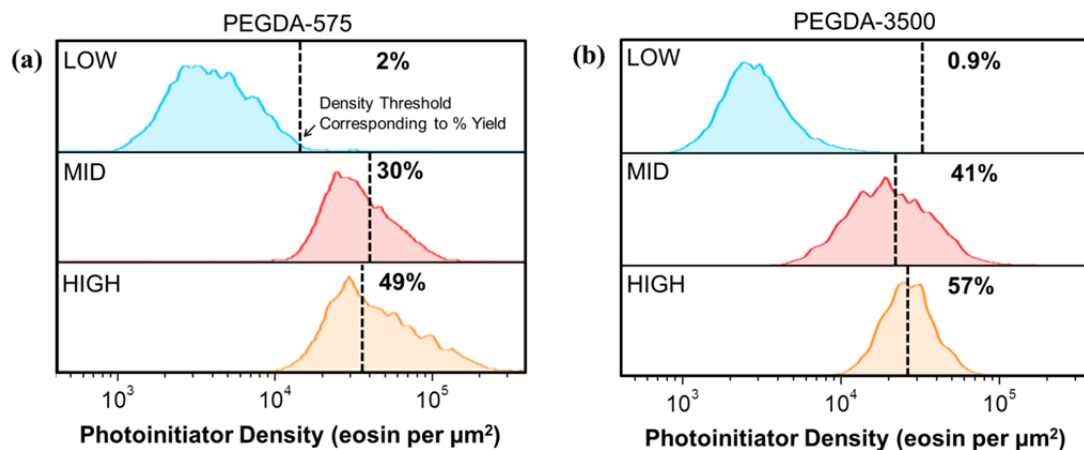 PEGDA-575
(a)
LOW
2%
Density Threshold
Corresponding to % Yield
MID
30%
HIGH
49%
10³ 10⁴ 10⁵
Photoinitiator Density (eosin per μm²)
PEGDA-3500
(b)
LOW
0.9%
MID
41%
HIGH
57%
10³ 10⁴ 10⁵
Photoinitiator Density (eosin per μm²)